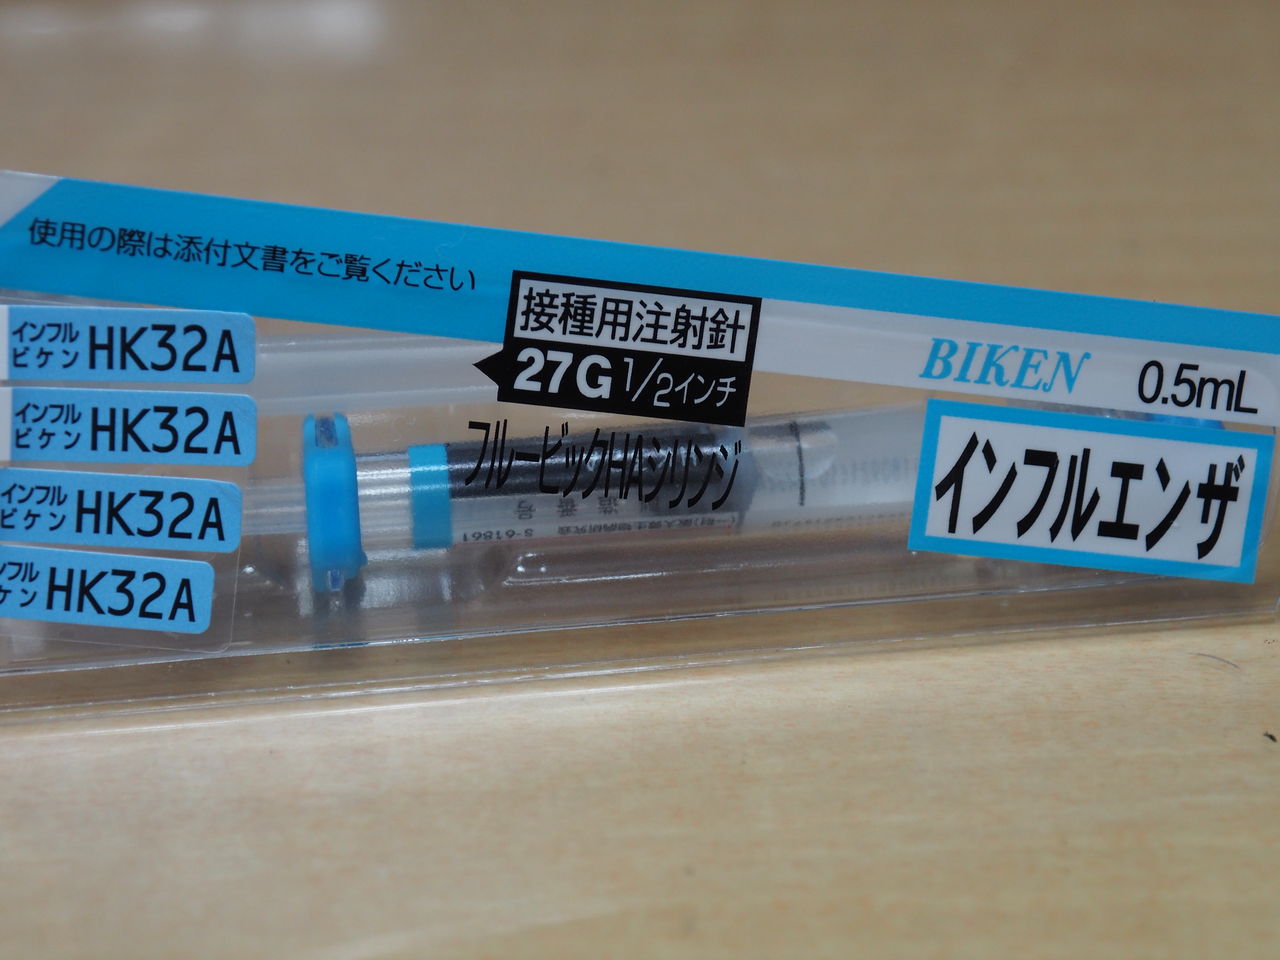 使用の際は添付文書をご覧ください
接種用注射針
27G 1/2インチ
BIKEN 0.5mL
インフルエンザ
フルービックHAシリンジ
インフル
ビケン HK32A
インフル
ビケン HK32A
インフル
ビケン HK32A
フル
ケン HK32A
S-61861